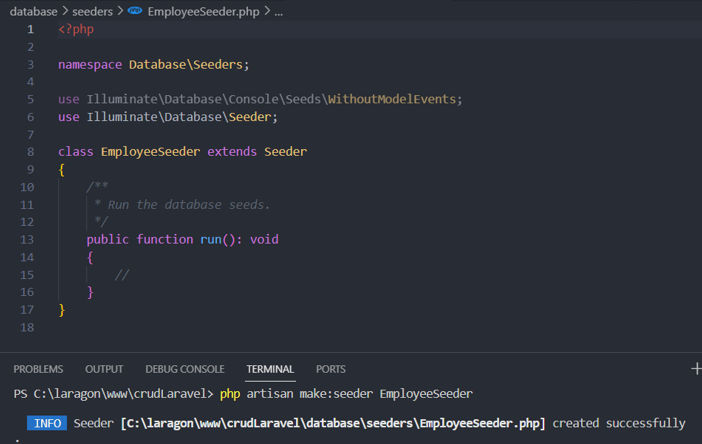 database > seeders > php EmployeeSeeder.php > ...
1 <?php
2
3 namespace Database\Seeders;
4
5 use Illuminate\Database\Console\Seeds\WithoutModelEvents;
6 use Illuminate\Database\Seeder;
7
8 class EmployeeSeeder extends Seeder
9 {
10 /**
11 * Run the database seeds.
12 */
13 public function run(): void
14 {
15 //
16 }
17 }
18
PROBLEMS OUTPUT DEBUG CONSOLE TERMINAL PORTS
PS C:\laragon\www\crudLaravel> php artisan make:seeder EmployeeSeeder
INFO Seeder [C:\laragon\www\crudLaravel\database\seeders\EmployeeSeeder.php] created successfully
.